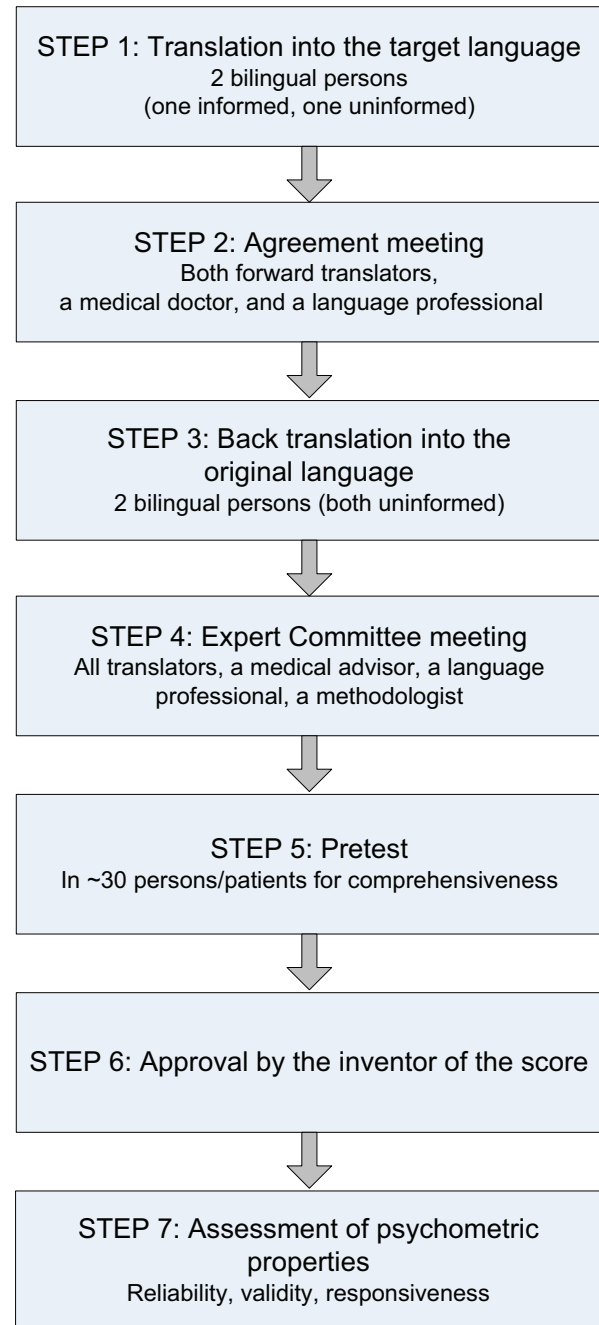 STEP 1: Translation into the target language
2 bilingual persons
(one informed, one uninformed)
STEP 2: Agreement meeting
Both forward translators,
a medical doctor, and a language professional
STEP 3: Back translation into the
original language
2 bilingual persons (both uninformed)
STEP 4: Expert Committee meeting
All translators, a medical advisor, a language
professional, a methodologist
STEP 5: Pretest
In ~30 persons/patients for comprehensiveness
STEP 6: Approval by the inventor of the score
STEP 7: Assessment of psychometric
properties
Reliability, validity, responsiveness